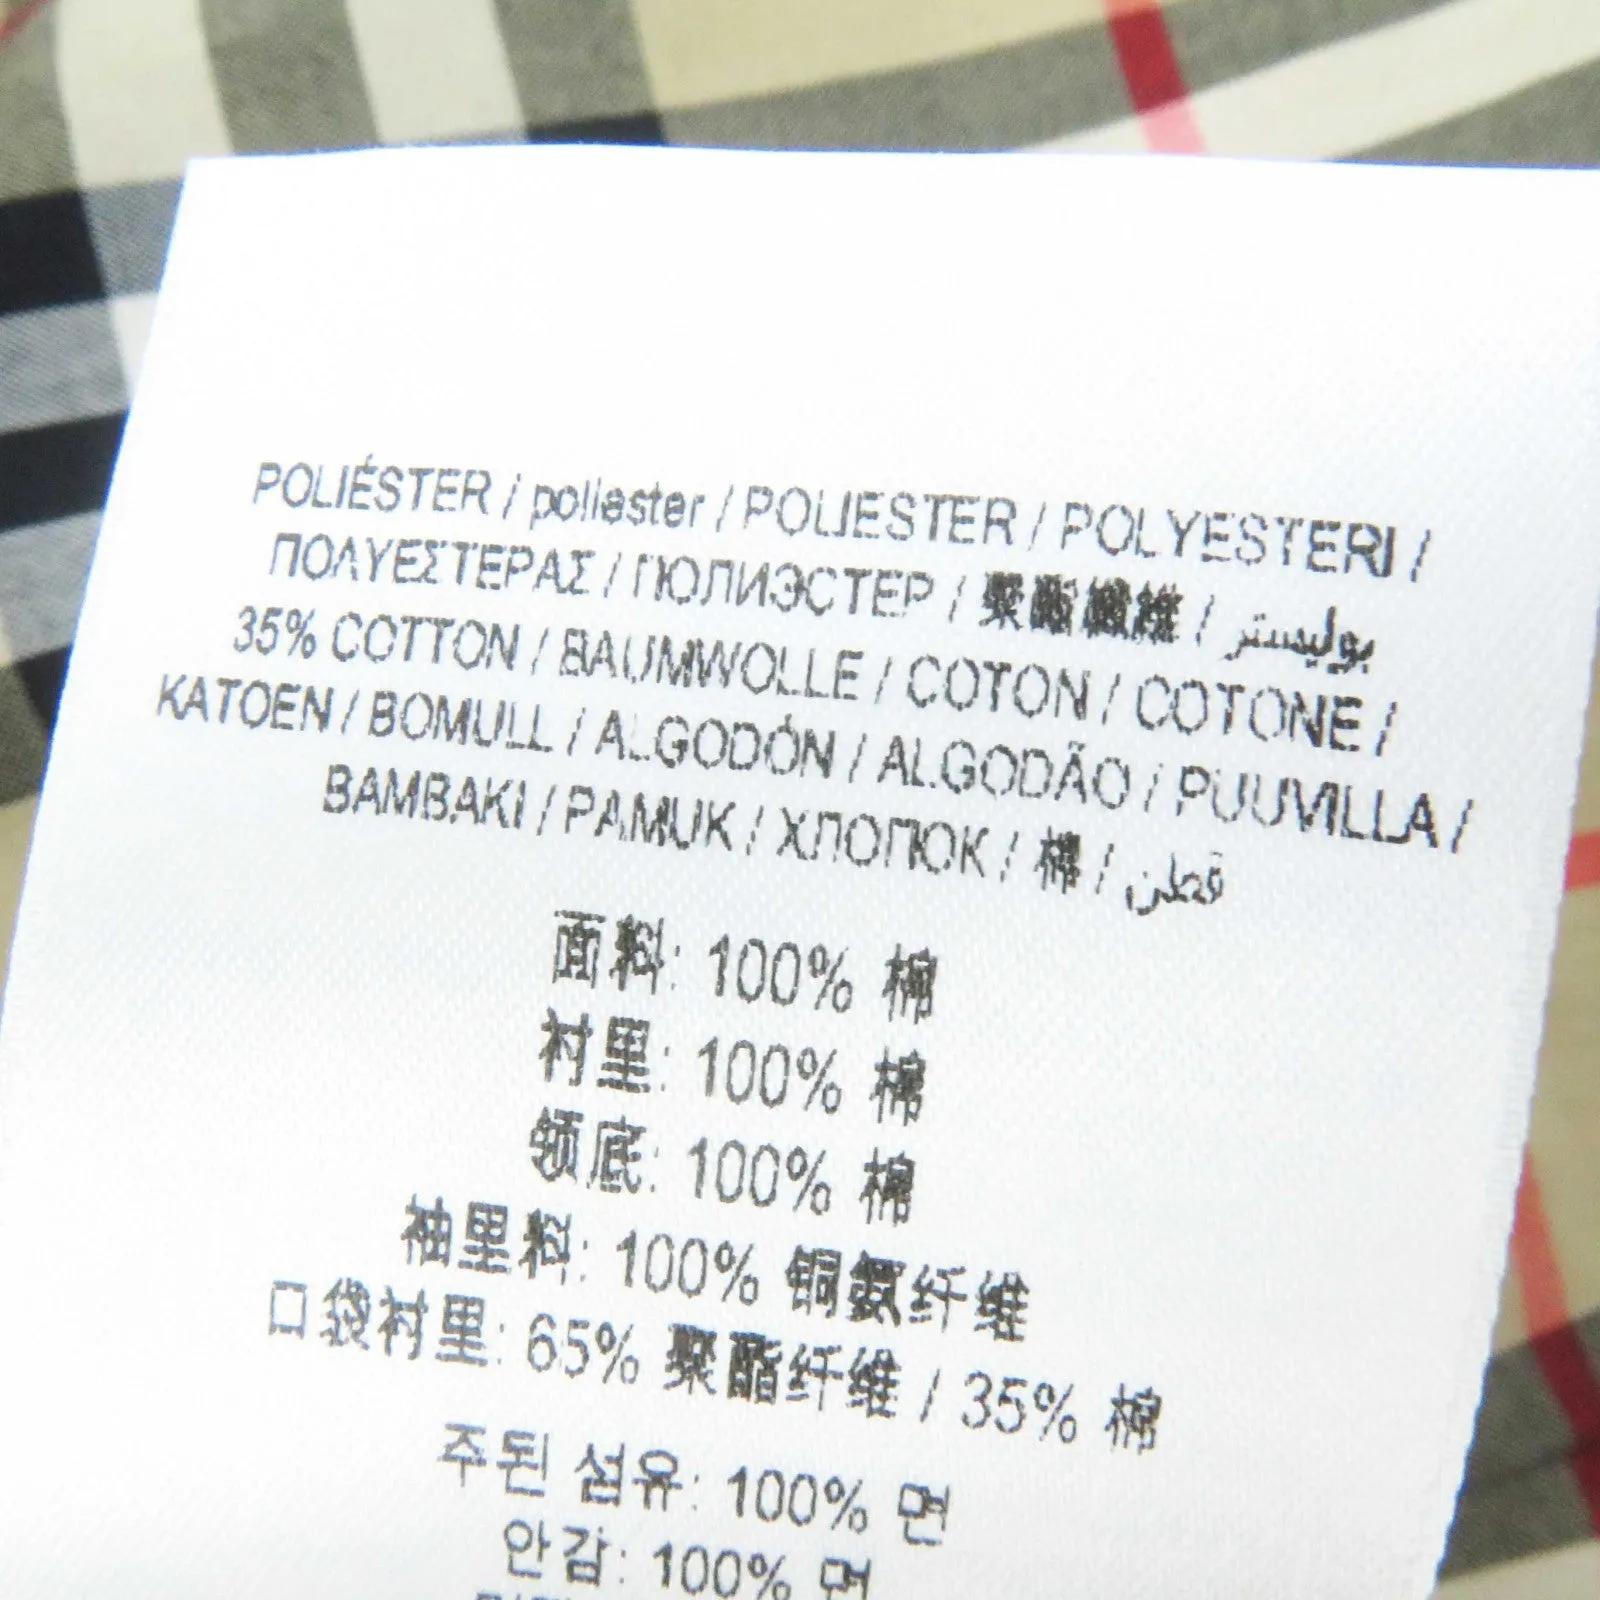 POLIÉSTER / poliester / POLIESTER / POLYESTERI /
ΠΟΛΥΕΣΤΕΡΑΣ / ПОЛИЭСТЕР / 聚酯纖維 / بوليستر
35% COTTON / BAUMWOLLE / COTON / COTONE /
KATOEN / BOMULL / ALGODÓN / ALGODÃO / PUUVILLA /
BAMBAKI / PAMUK / ХЛОПОК / 棉 / قطن
面料: 100% 棉
衬里: 100% 棉
领底: 100% 棉
袖里料: 100% 铜氨纤维
口袋衬里: 65% 聚酯纤维 / 35% 棉
주된 섬유: 100% 면
안감: 100% 면